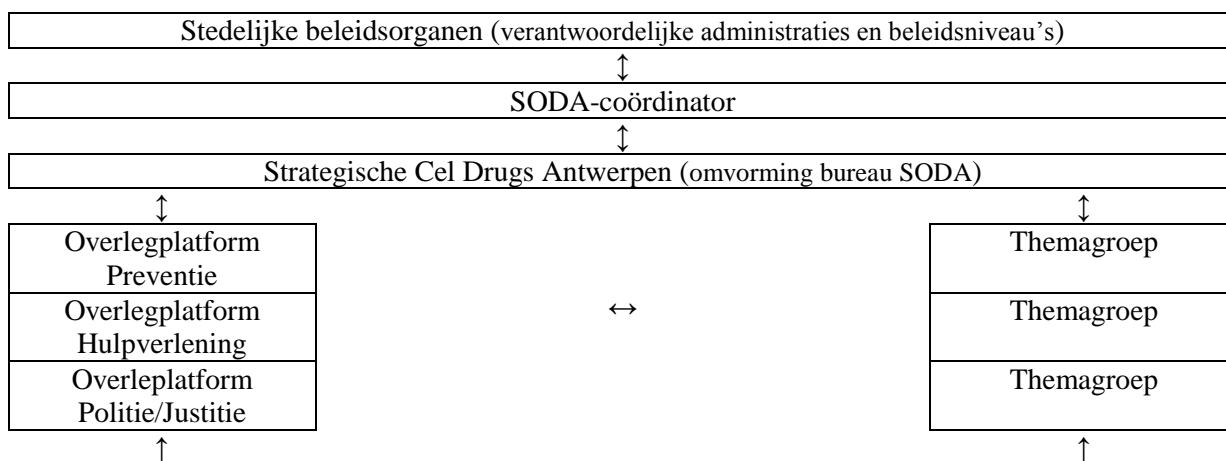 Stedelijke beleidsorganen (verantwoordelijke administraties en beleidsniveau’s)
↕
SODA-coördinator
↕
Strategische Cel Drugs Antwerpen (omvorming bureau SODA)
↕ ↕
Overlegplatform
Preventie
Themagroep
Overlegplatform
Hulpverlening
↔
Themagroep
Overleplatform
Politie/Justitie
Themagroep
↑ ↑